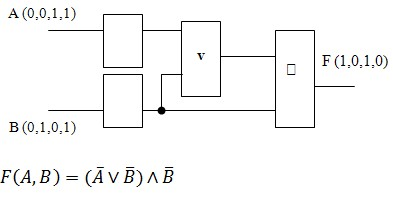 A (0,0,1,1)
v
F (1,0,1,0)
B (0,1,0,1)
F(A, B) = (Ā ∨ B̄) ∧ B̄